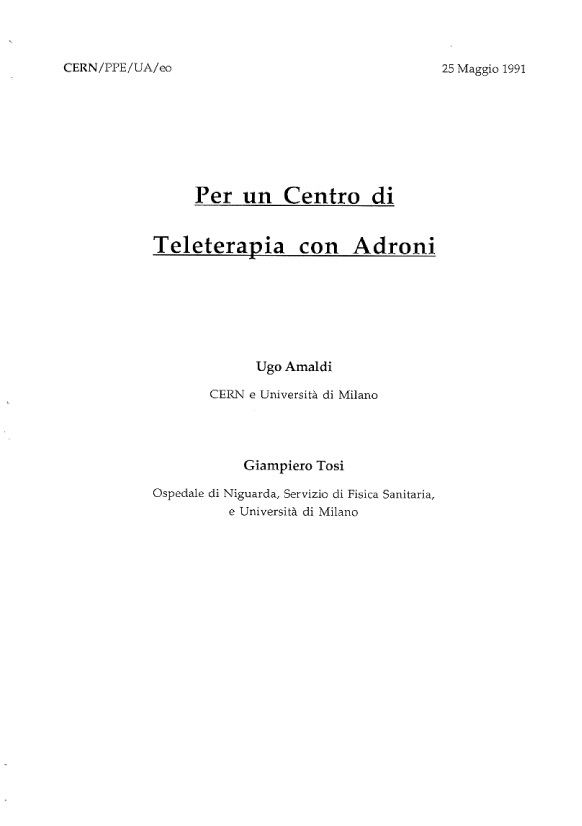 CERN/PPE/UA/eo
25 Maggio 1991
Per un Centro di
Teleterapia con Adroni
Ugo Amaldi
CERN e Università di Milano
Giampiero Tosi
Ospedale di Niguarda, Servizio di Fisica Sanitaria,
e Università di Milano